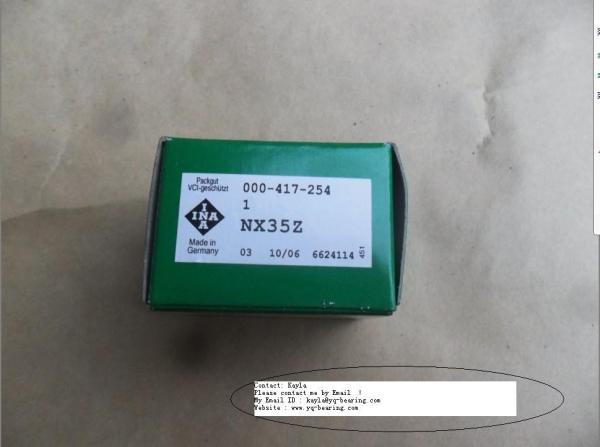 Packgut
VCI-geschützt
000-417-254
1
INA
NX35Z
Made in
Germany
03 10/06 6624114
451
Contact: Kayla
Please contact me by Email !
My Email ID : kayla@yq-bearing.com
Website : www.yq-bearing.com